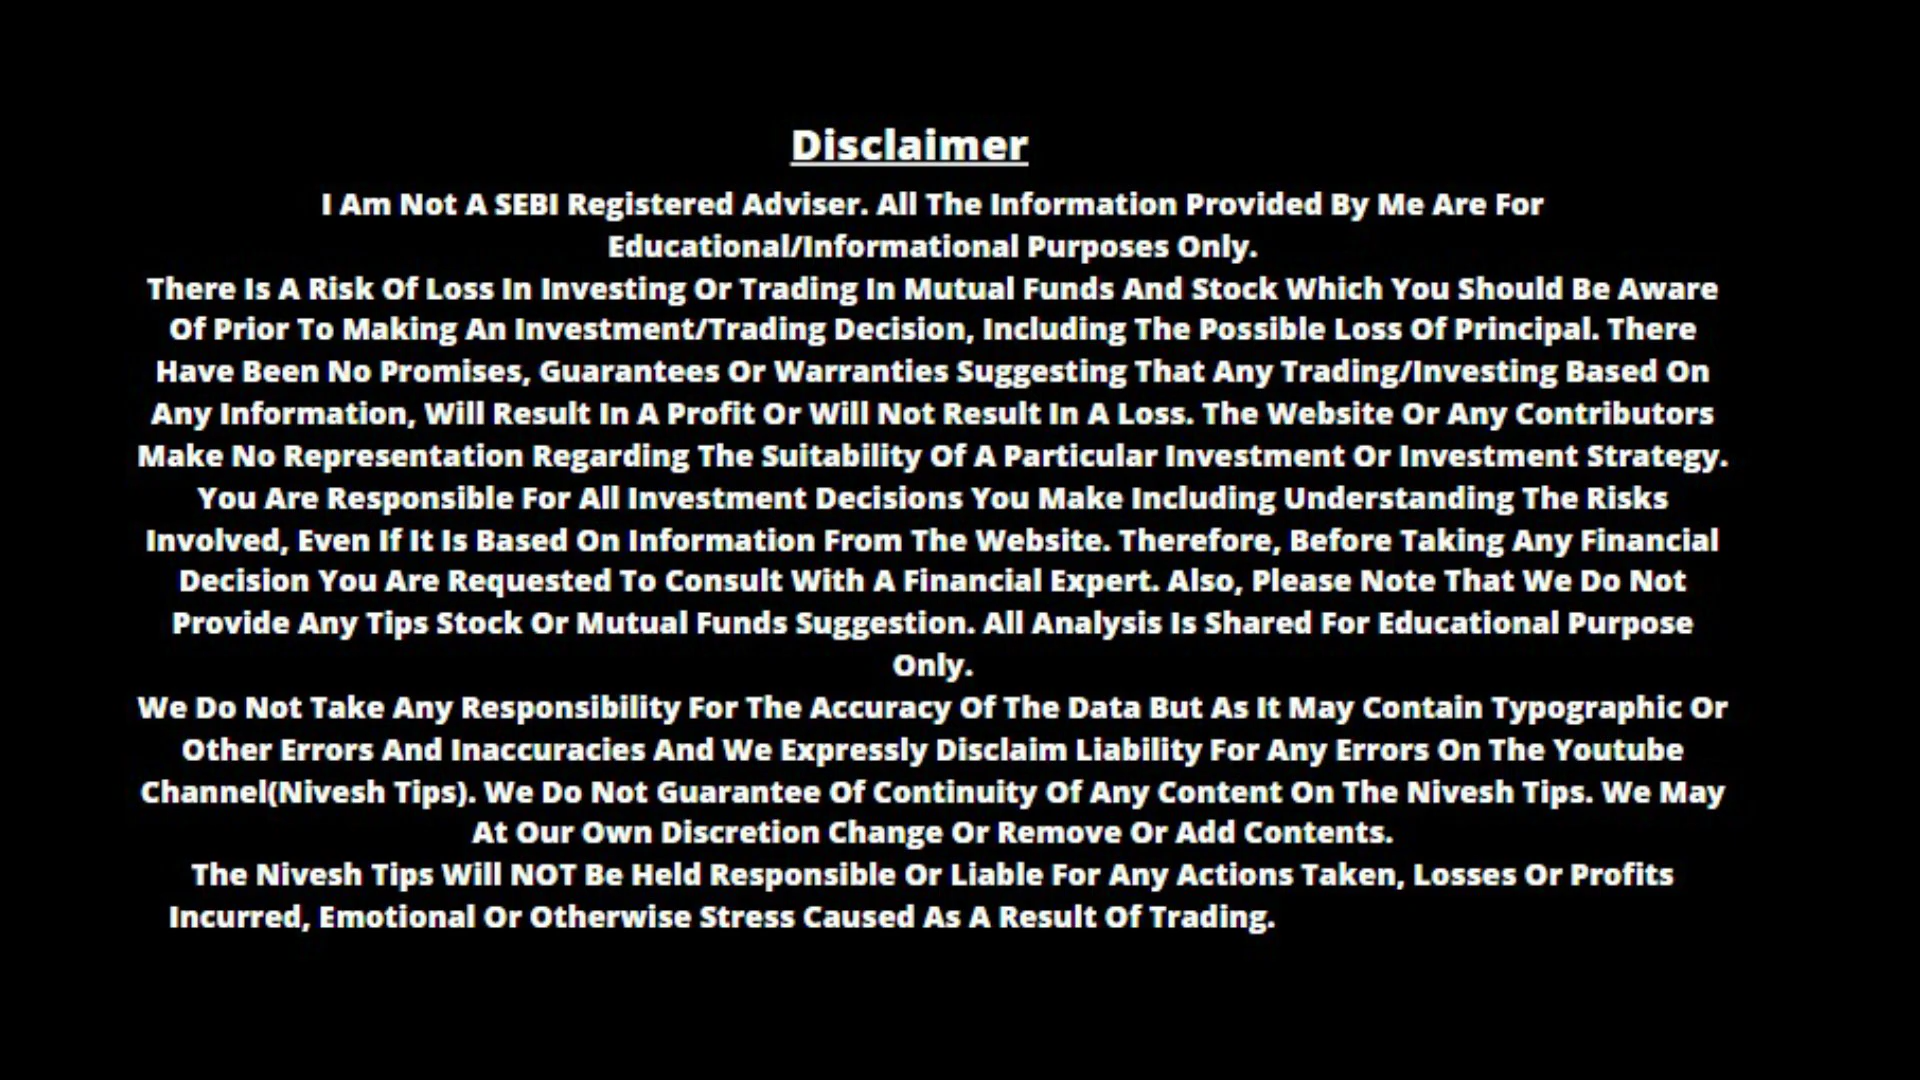 Disclaimer
I Am Not A SEBI Registered Adviser. All The Information Provided By Me Are For
Educational/Informational Purposes Only.
There Is A Risk Of Loss In Investing Or Trading In Mutual Funds And Stock Which You Should Be Aware
Of Prior To Making An Investment/Trading Decision, Including The Possible Loss Of Principal. There
Have Been No Promises, Guarantees Or Warranties Suggesting That Any Trading/Investing Based On
Any Information, Will Result In A Profit Or Will Not Result In A Loss. The Website Or Any Contributors
Make No Representation Regarding The Suitability Of A Particular Investment Or Investment Strategy.
You Are Responsible For All Investment Decisions You Make Including Understanding The Risks
Involved, Even If It Is Based On Information From The Website. Therefore, Before Taking Any Financial
Decision You Are Requested To Consult With A Financial Expert. Also, Please Note That We Do Not
Provide Any Tips Stock Or Mutual Funds Suggestion. All Analysis Is Shared For Educational Purpose
Only.
We Do Not Take Any Responsibility For The Accuracy Of The Data But As It May Contain Typographic Or
Other Errors And Inaccuracies And We Expressly Disclaim Liability For Any Errors On The Youtube
Channel(Nivesh Tips). We Do Not Guarantee Of Continuity Of Any Content On The Nivesh Tips. We May
At Our Own Discretion Change Or Remove Or Add Contents.
The Nivesh Tips Will NOT Be Held Responsible Or Liable For Any Actions Taken, Losses Or Profits
Incurred, Emotional Or Otherwise Stress Caused As A Result Of Trading.